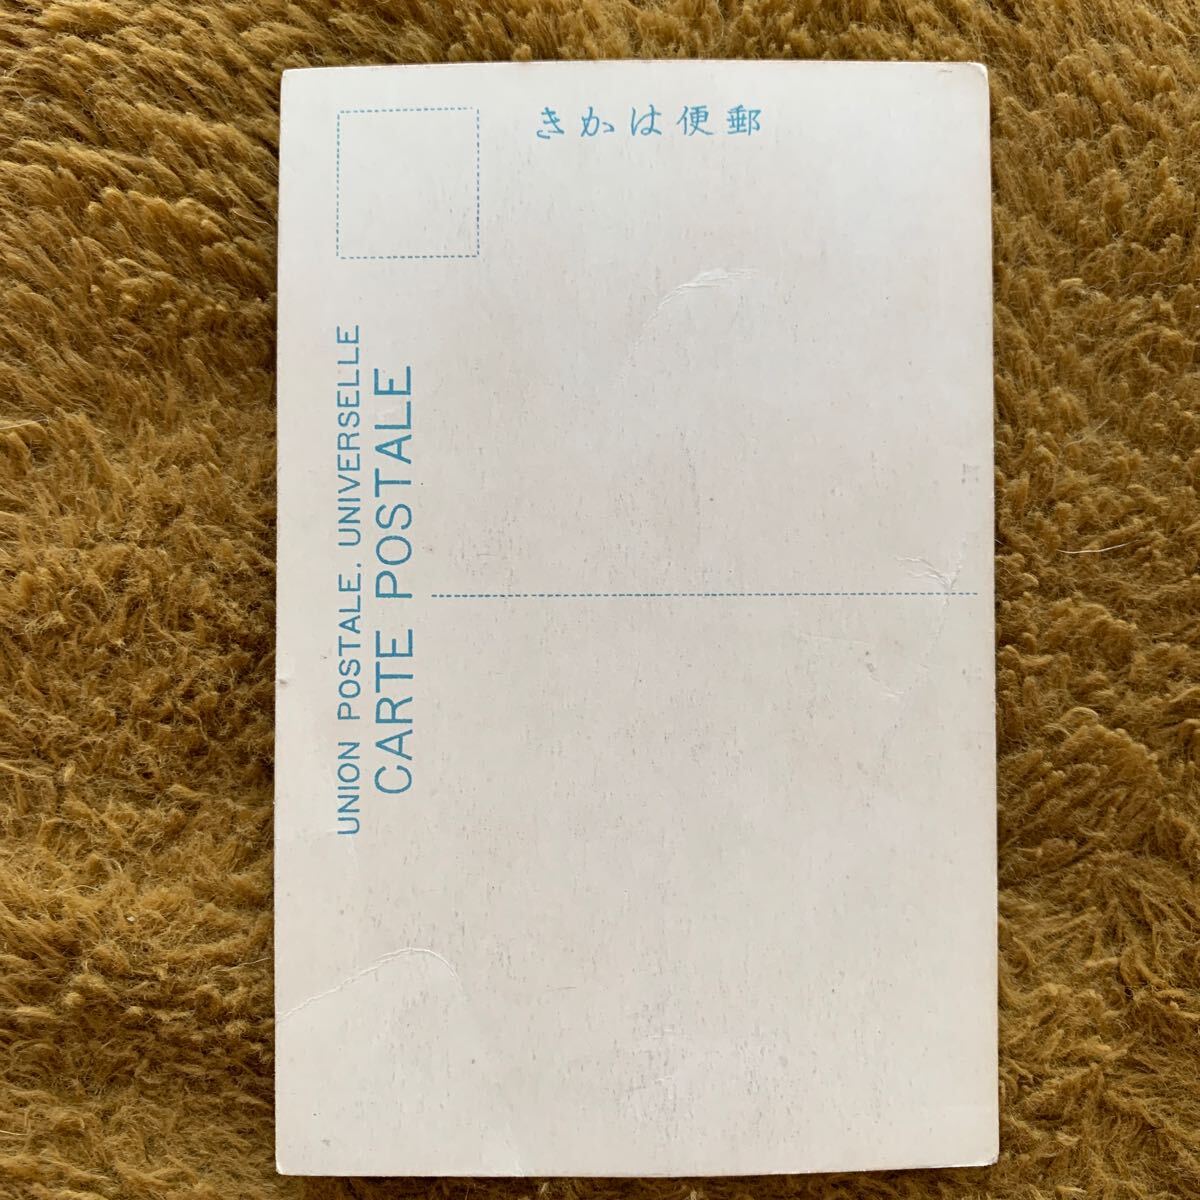 きかは便郵
UNION POSTALE. UNIVERSELLE
CARTE POSTALE